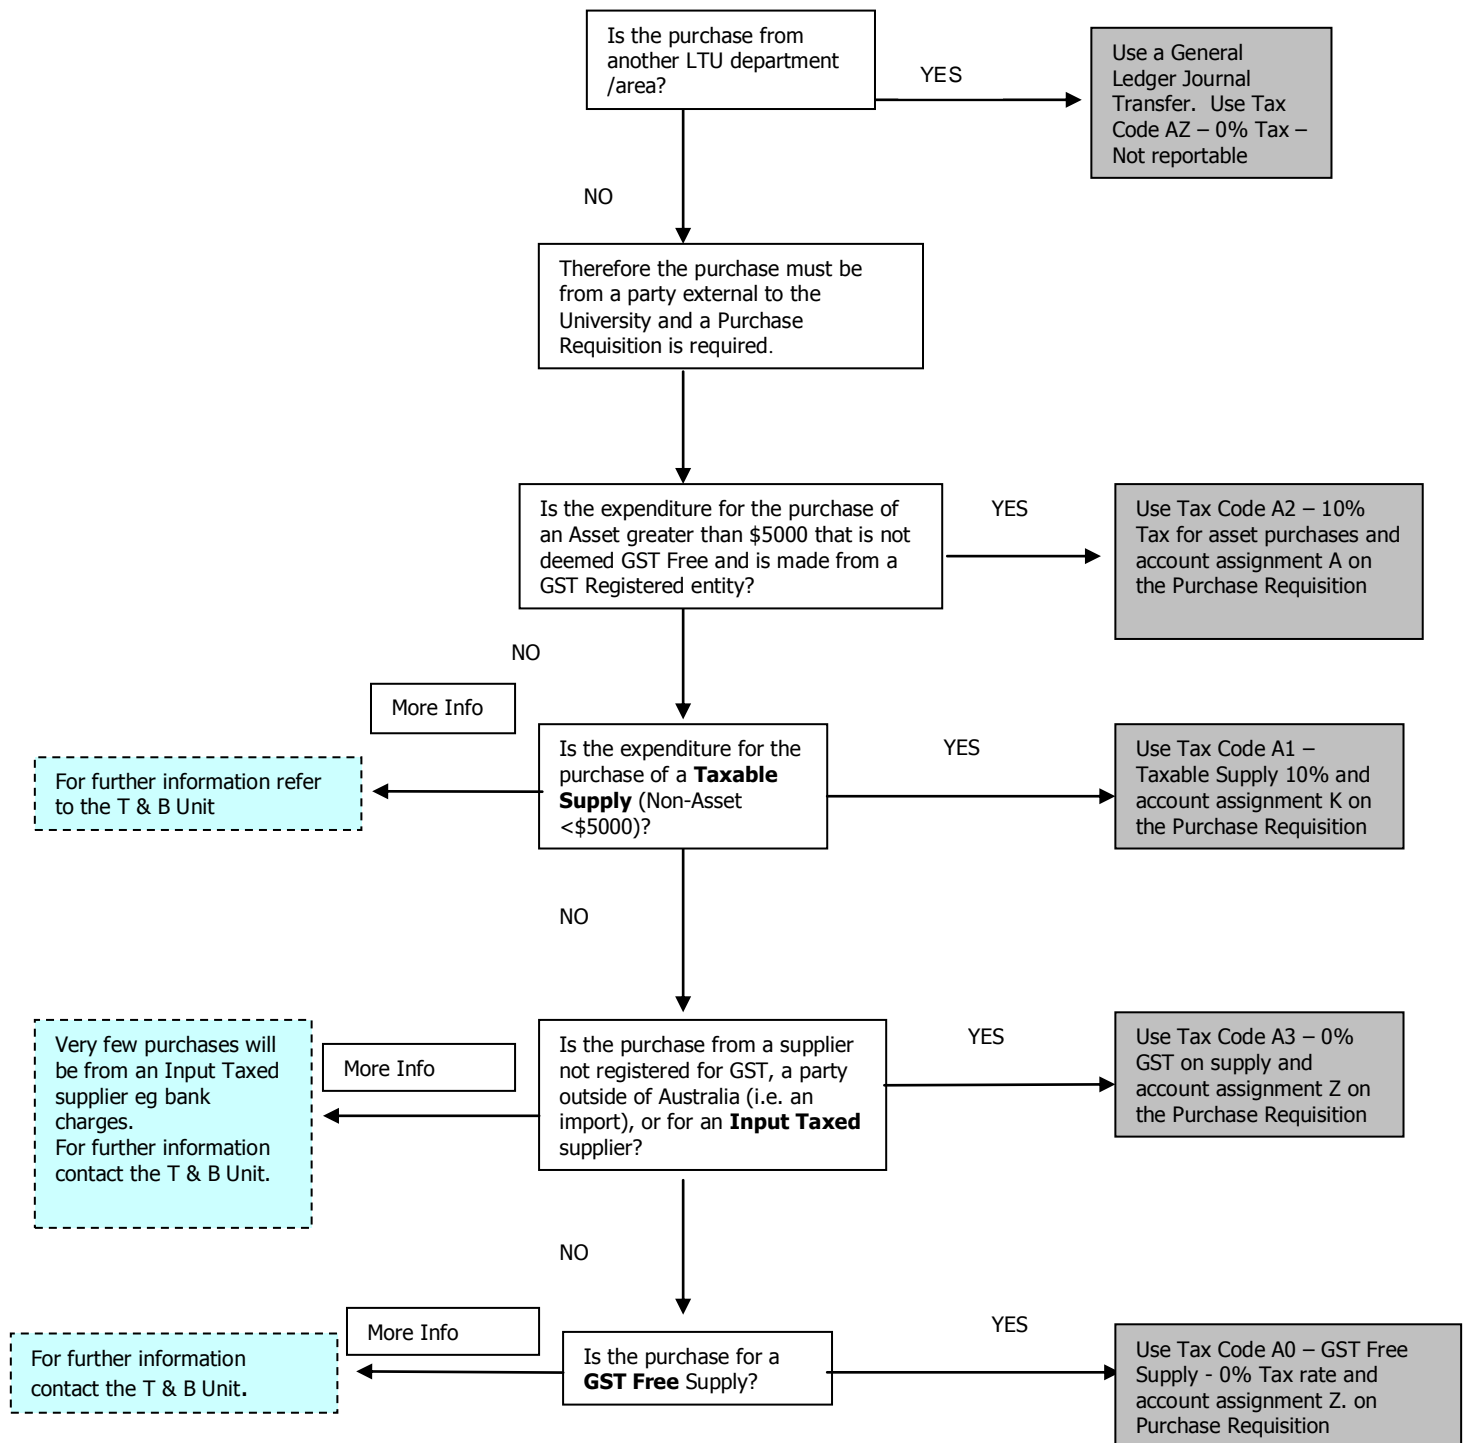 Is the purchase from
another LTU department
/area?
YES
Use a General
Ledger Journal
Transfer.  Use Tax
Code AZ – 0% Tax –
Not reportable
NO
Therefore the purchase must be
from a party external to the
University and a Purchase
Requisition is required.
Is the expenditure for the purchase of
an Asset greater than $5000 that is not
deemed GST Free and is made from a
GST Registered entity?
YES
Use Tax Code A2 – 10%
Tax for asset purchases and
account assignment A on
the Purchase Requisition
NO
More Info
For further information refer
to the T & B Unit
Is the expenditure for the
purchase of a Taxable
Supply (Non-Asset
<$5000)?
YES
Use Tax Code A1 –
Taxable Supply 10% and
account assignment K on
the Purchase Requisition
NO
Very few purchases will
be from an Input Taxed
supplier eg bank
charges.
For further information
contact the T & B Unit.
More Info
Is the purchase from a supplier
not registered for GST, a party
outside of Australia (i.e. an
import), or for an Input Taxed
supplier?
YES
Use Tax Code A3 – 0%
GST on supply and
account assignment Z on
the Purchase Requisition
NO
More Info
For further information
contact the T & B Unit.
Is the purchase for a
GST Free Supply?
YES
Use Tax Code A0 – GST Free
Supply - 0% Tax rate and
account assignment Z. on
Purchase Requisition